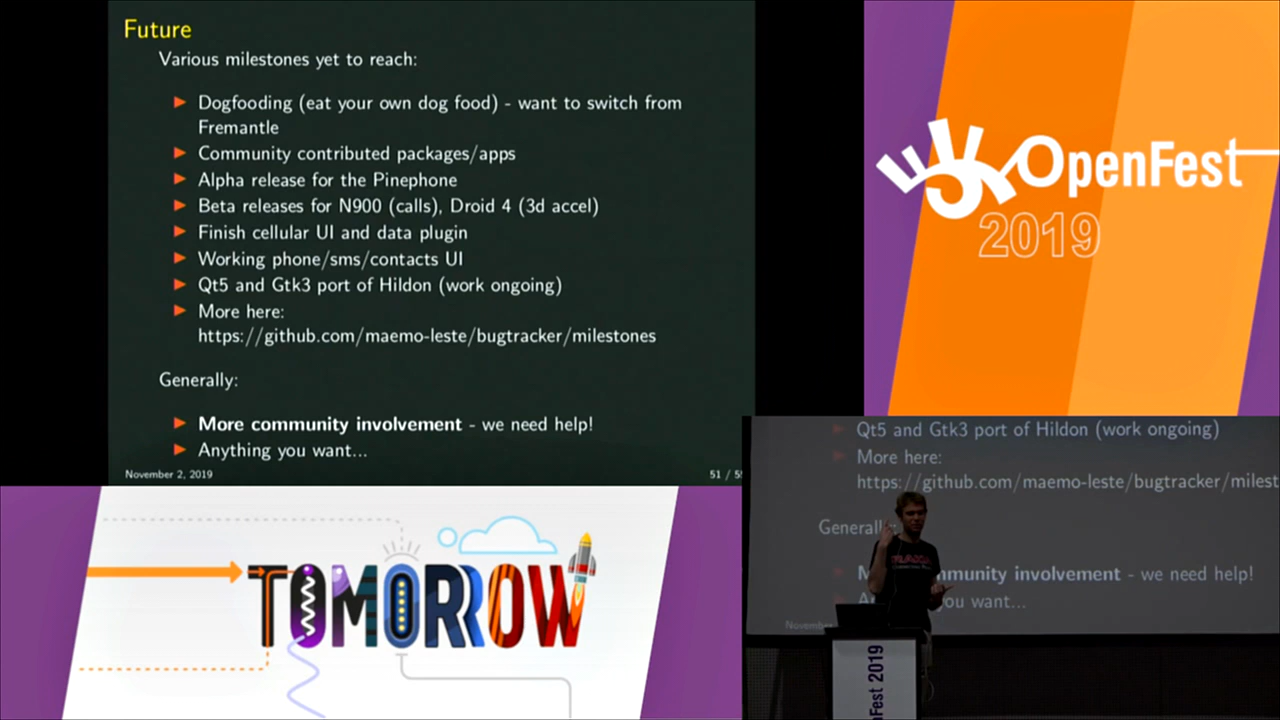 Future
Various milestones yet to reach:
Dogfooding (eat your own dog food) - want to switch from
Fremantle
Community contributed packages/apps
Alpha release for the Pinephone
Beta releases for N900 (calls), Droid 4 (3d accel)
Finish cellular UI and data plugin
Working phone/sms/contacts UI
Qt5 and Gtk3 port of Hildon (work ongoing)
More here:
https://github.com/maemo-leste/bugtracker/milestones
Generally:
More community involvement - we need help!
Anything you want...
November 2, 2019
51 /
OpenFest
2019
TOMORROW
Qt5 and Gtk3 port of Hildon (work ongoing)
More here:
https://github.com/maemo-leste/bugtracker/milest
Generally
mmunity involvement - we need help!
you want...
November
nFest 2019